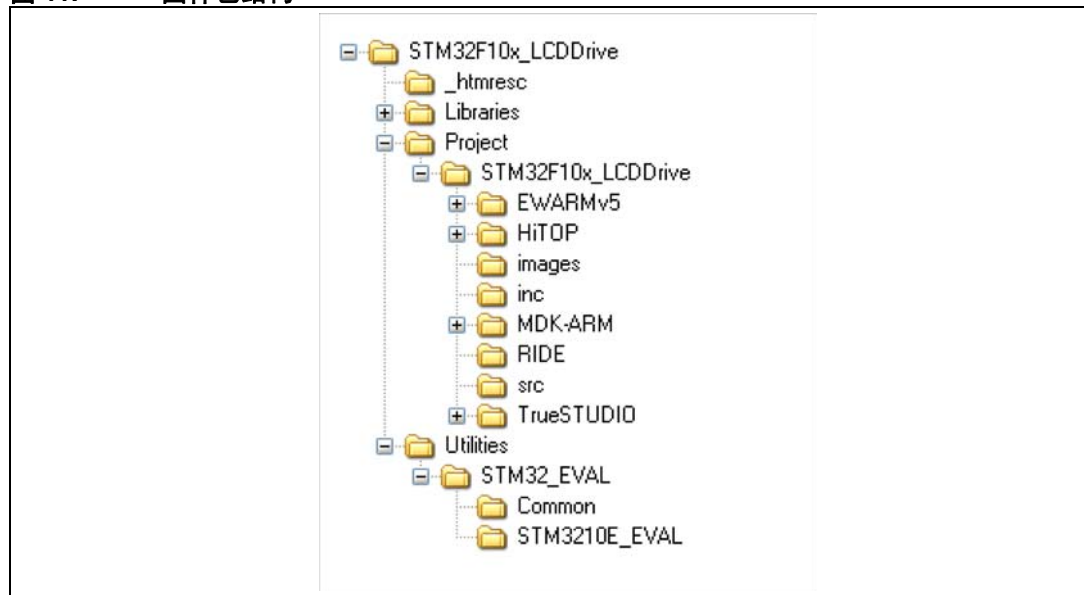 STM32F10x_LCDDrive
_htmresc
Libraries
Project
STM32F10x_LCDDrive
EWARMv5
HiTOP
images
inc
MDK-ARM
RIDE
src
TrueSTUDIO
Utilities
STM32_EVAL
Common
STM3210E_EVAL